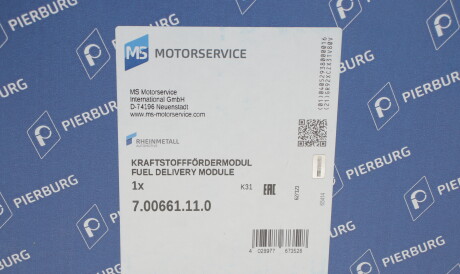 PIERBURG
PIERBURG
PIERBURG
MS MOTORSERVICE
MS Motorservice
International GmbH
D-74196 Neuenstadt
www.ms-motorservice.com
RHEINMETALL
KRAFTSTOFFFÖRDERMODUL
FUEL DELIVERY MODULE
1x
K31
EAC
7.00661.11.0
PIERBURG
PIERBURG
PIERBURG
PIERBURG